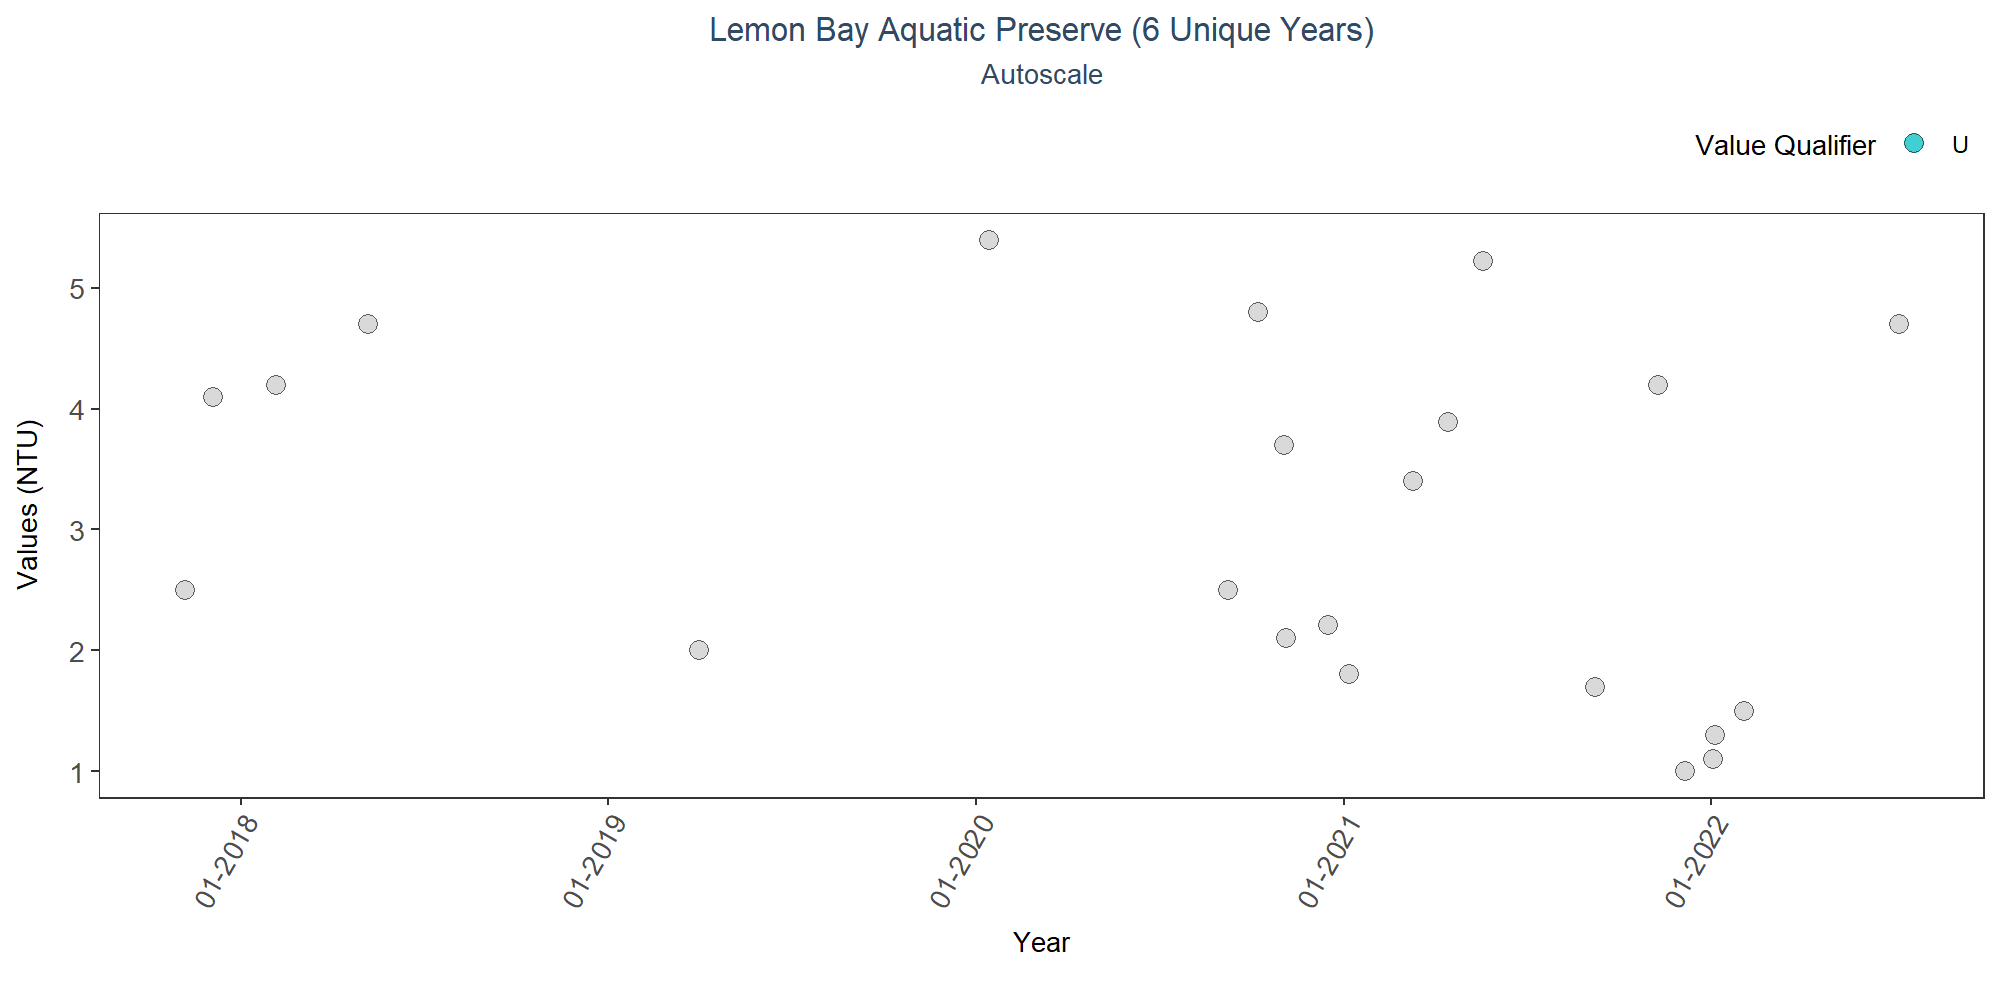 Lemon Bay Aquatic Preserve (6 Unique Years)
Autoscale
Value Qualifier U
Values (NTU)
5
4
3
2
1
01-2018
01-2019
01-2020
01-2021
01-2022
Year